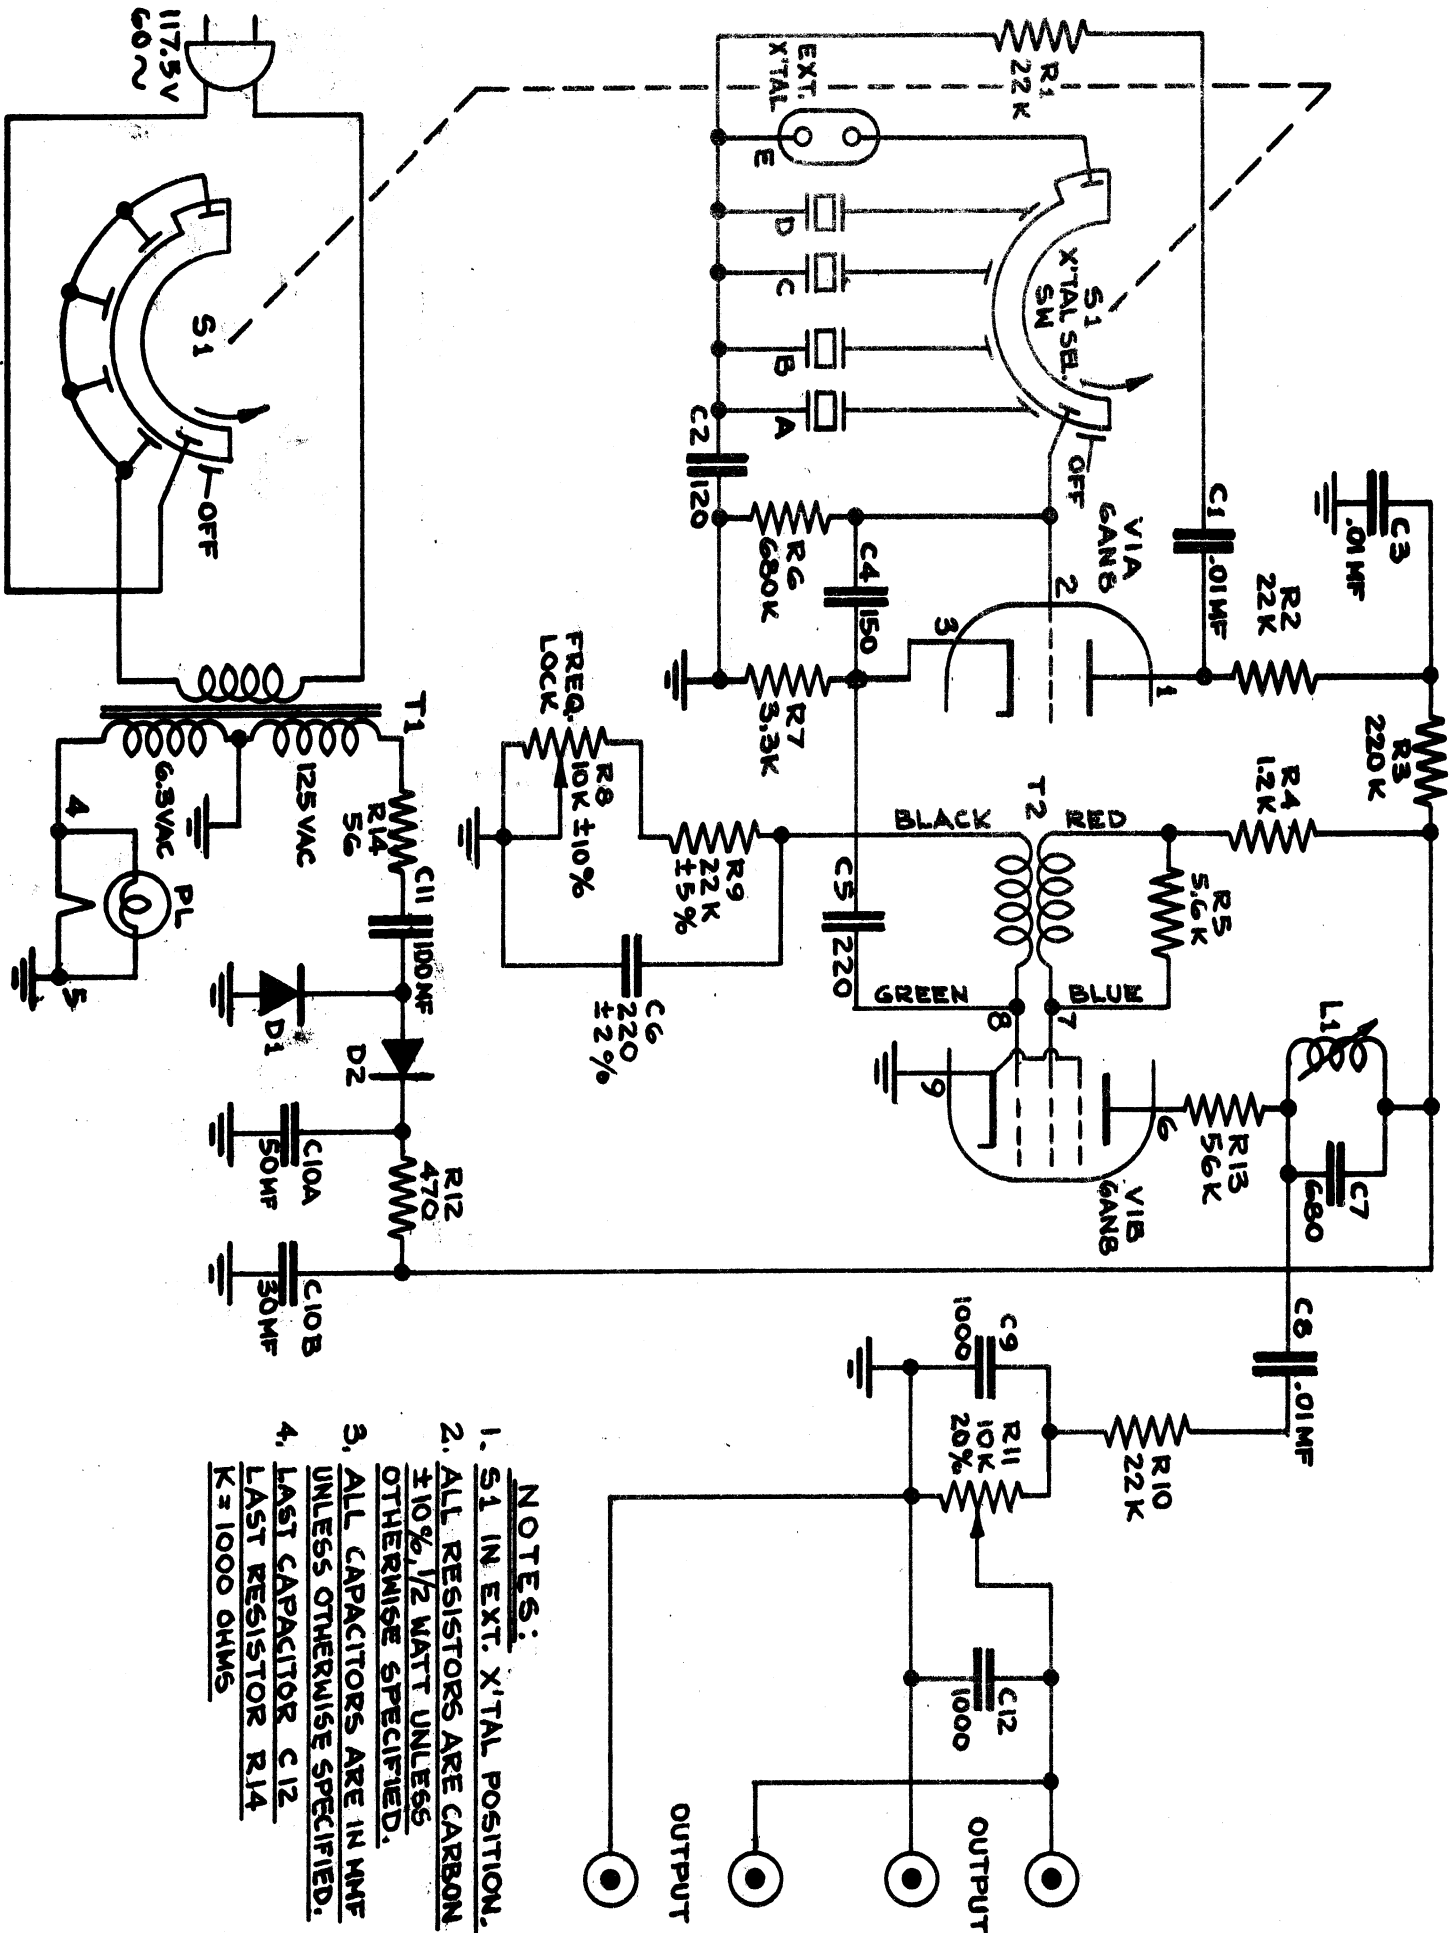 C3
.01MF
R3
220K
R2
22K
R4
1.2K
C1
.01MF
R1
22K
R5
5.6K
L1
C7
680
C8
.01MF
R13
56K
R10
22K
V1A
6AN8
V1B
6AN8
1
2
3
6
7
8
9
S1
X'TAL SEL.
SW
OFF
EXT.
X'TAL
E
D
C
B
A
C2
120
R6
680K
C4
150
R7
3.3K
T2
RED
BLACK
BLUE
GREEN
C5
220
R9
22K
±5%
R8
10K ±10%
FREQ.
LOCK
C6
220
±2%
C9
1000
R11
10K
20%
C12
1000
OUTPUT
OUTPUT
117.5V
60~
S1
OFF
T1
125VAC
6.3VAC
R14
56
C11
100MF
D1
D2
R12
470
C10A
50MF
C10B
30MF
4
PL
5
NOTES:
1. S1 IN EXT. X'TAL POSITION.
2. ALL RESISTORS ARE CARBON
±10%, 1/2 WATT UNLESS
OTHERWISE SPECIFIED.
3. ALL CAPACITORS ARE IN MMF
UNLESS OTHERWISE SPECIFIED.
4. LAST CAPACITOR C12
LAST RESISTOR R14
K=1000 OHMS